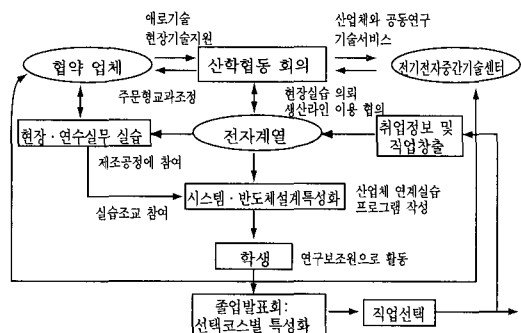 애로기술
현장기술지원
산업체와 공동연구
기술서비스
협약 업체
산학협동 회의
전기전자중간기술센터
주문형교과조정
현장실습 의뢰
생산라인 이용 협의
현장·연수실무 실습
전자계열
취업정보 및
직업창출
제조공정에 참여
실습조교 참여
시스템·반도체설계특성화
산업체 연계실습
프로그램 작성
학생
연구보조원으로 활동
졸업발표회:
선택코스별 특성화
직업선택